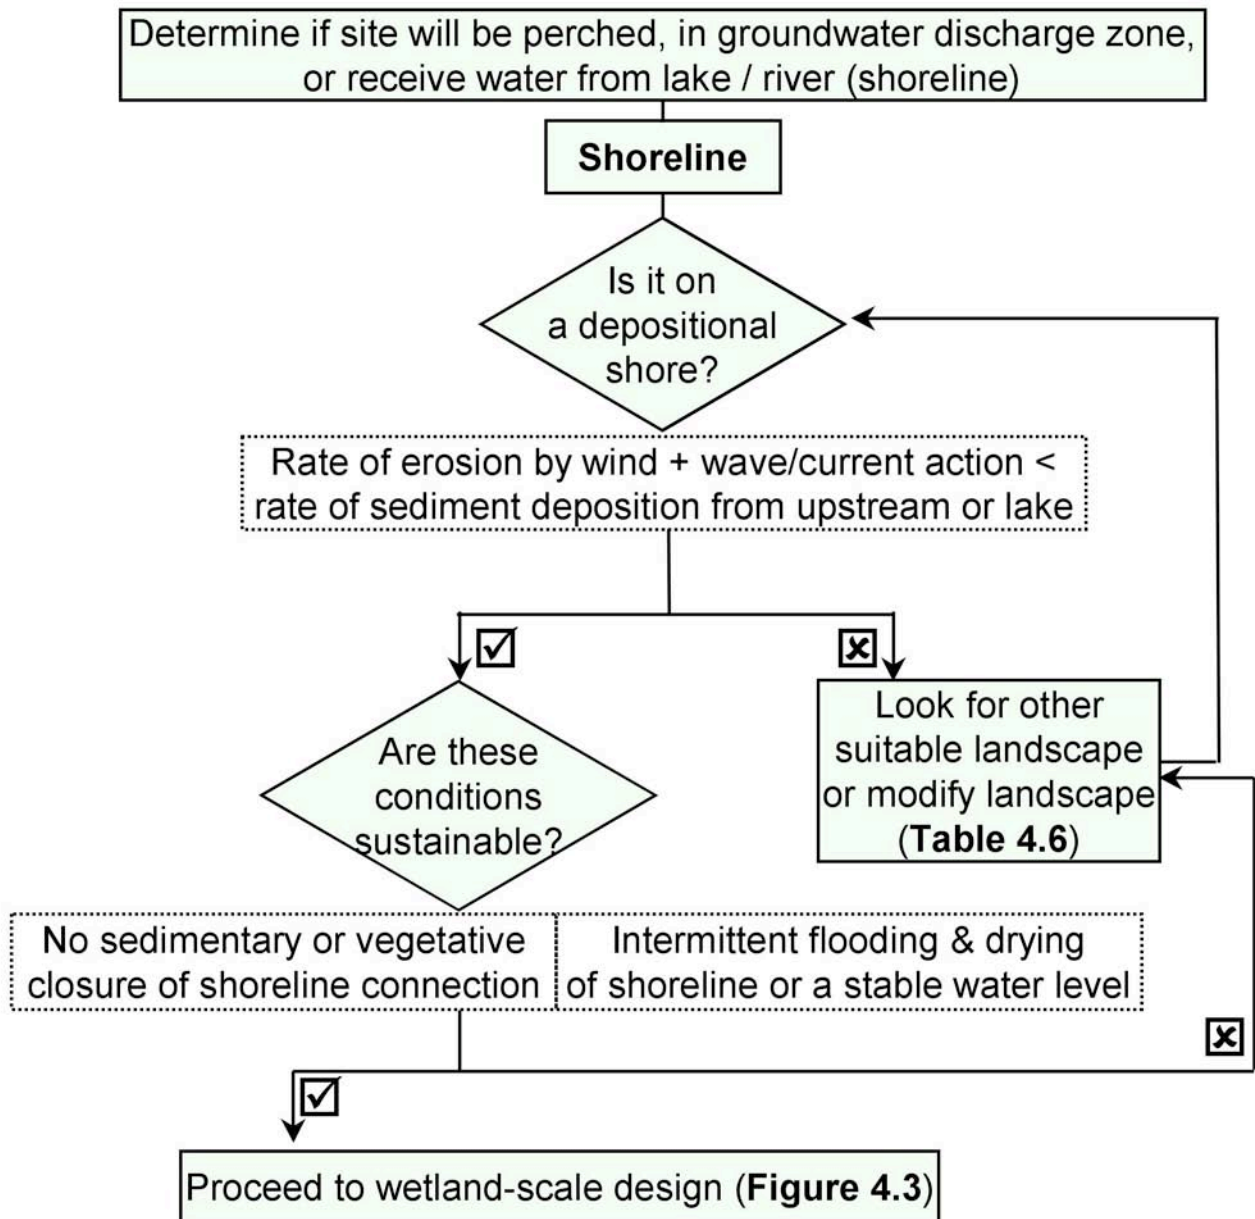 Determine if site will be perched, in groundwater discharge zone,
or receive water from lake / river (shoreline)
Shoreline
Is it on
a depositional
shore?
Rate of erosion by wind + wave/current action <
rate of sediment deposition from upstream or lake
Look for other
suitable landscape
or modify landscape
(Table 4.6)
Are these
conditions
sustainable?
No sedimentary or vegetative
closure of shoreline connection
Intermittent flooding & drying
of shoreline or a stable water level
Proceed to wetland-scale design (Figure 4.3)